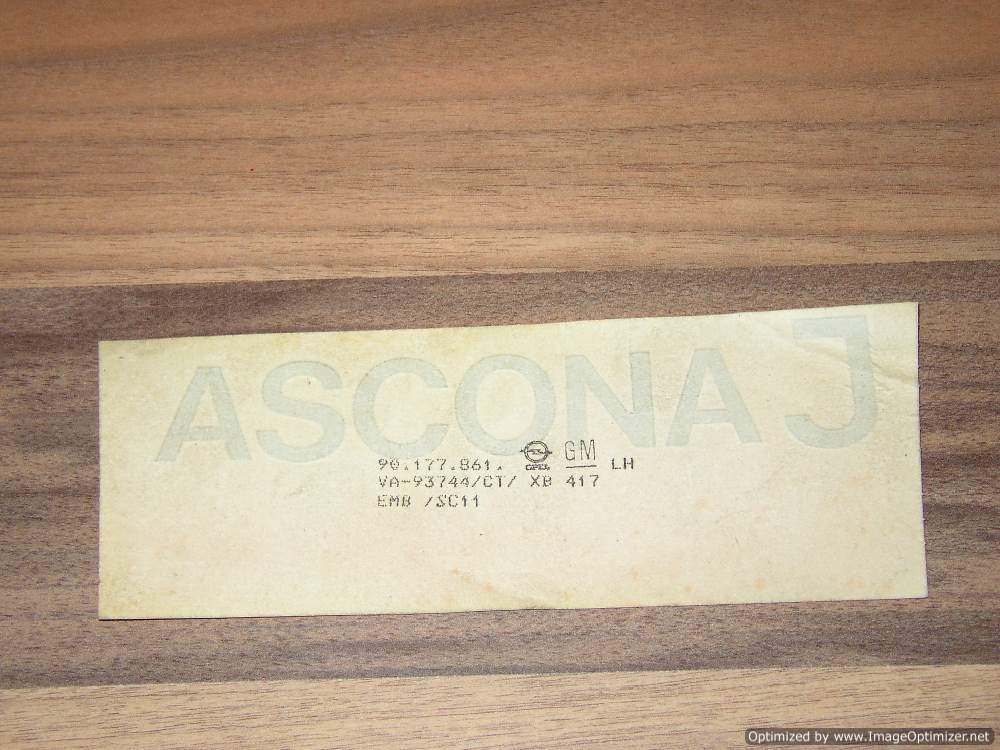 ASCONA J
90.177.861. OPEL GM LH
VA-93744/CT/ XB 417
EMB /SC11
Optimized by www.ImageOptimizer.net